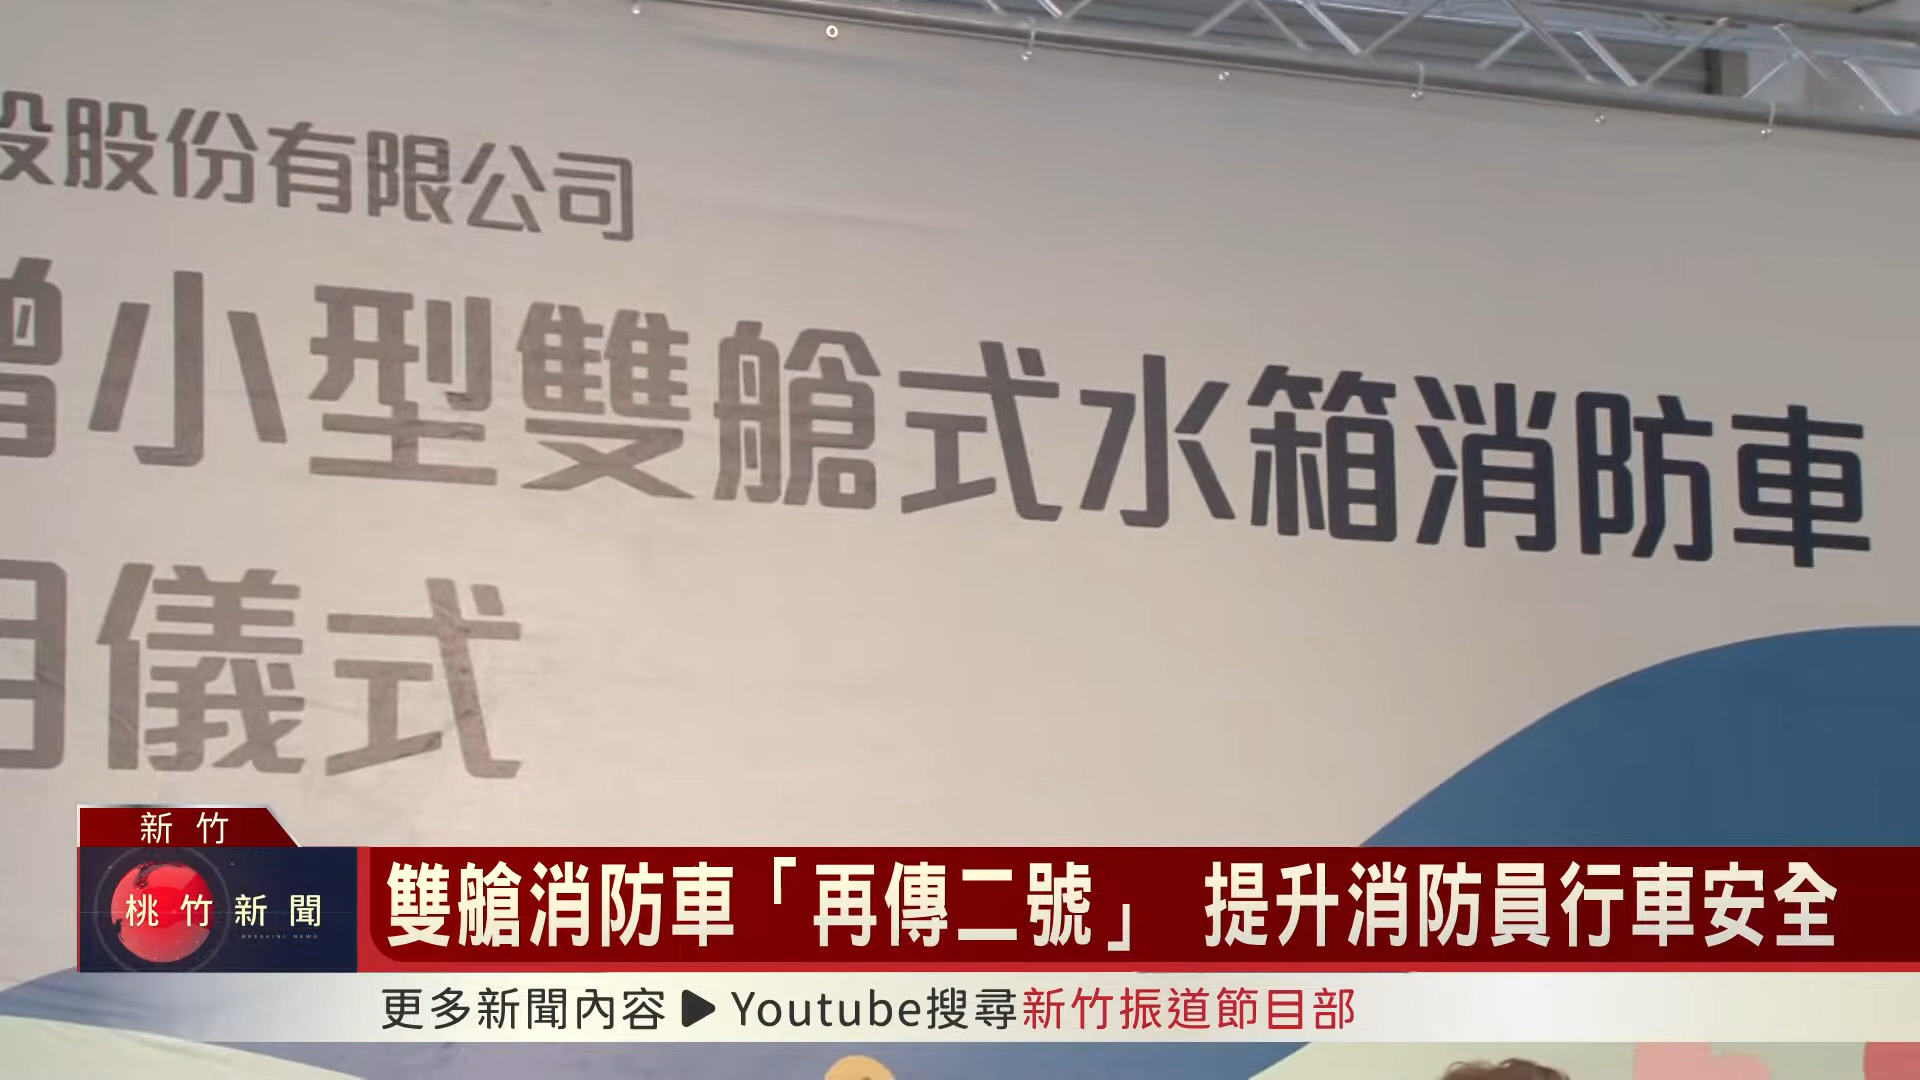 股份有限公司
小型雙艙式水箱消防車
儀式
新竹
桃竹新聞
BREAKING NEWS
雙艙消防車「再傳二號」 提升消防員行車安全
更多新聞內容▶Youtube搜尋新竹振道節目部